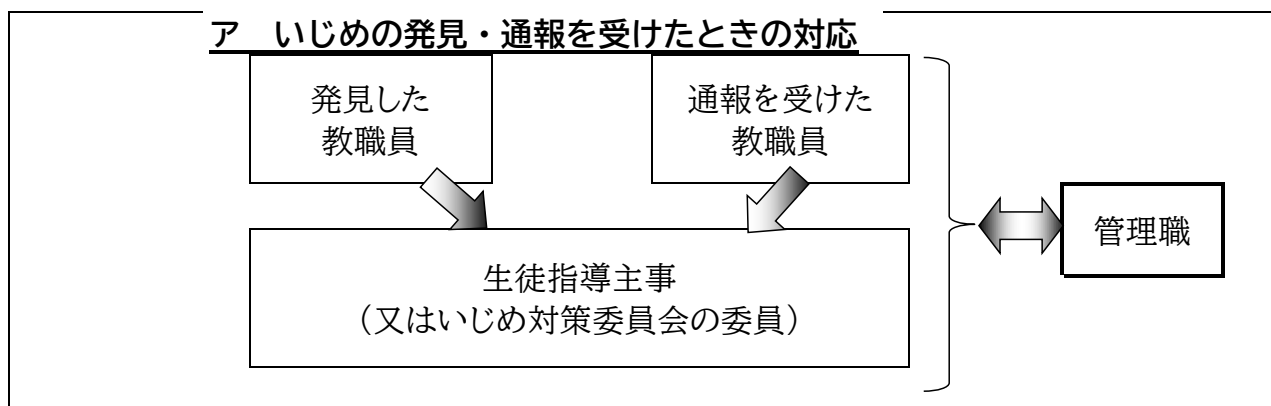 ア　いじめの発見・通報を受けたときの対応
発見した
教職員
通報を受けた
教職員
管理職
生徒指導主事
（又はいじめ対策委員会の委員）